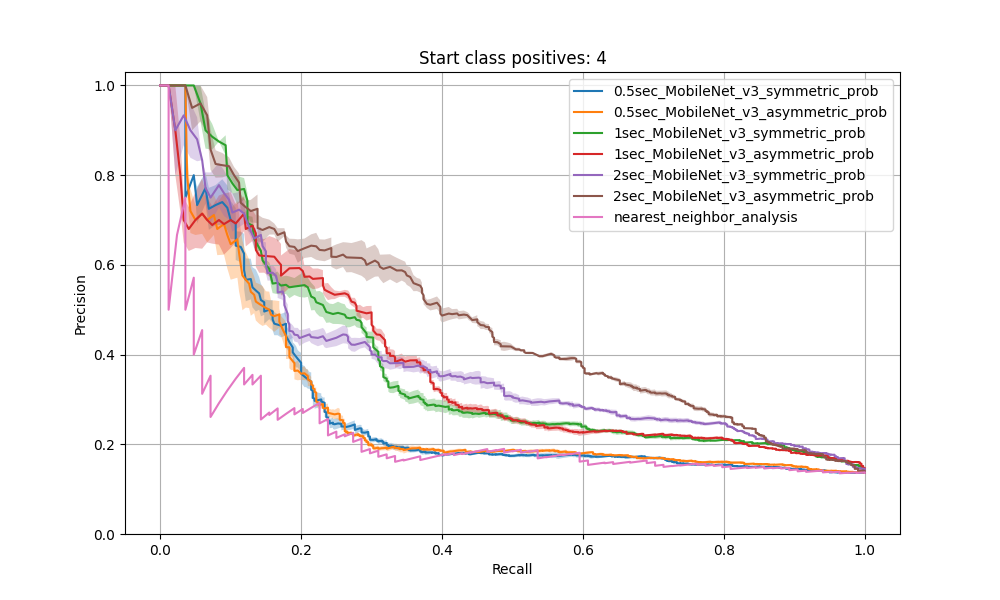 Start class positives: 4
1.0
0.8
0.6
0.4
0.2
0.0
Precision
0.5sec_MobileNet_v3_symmetric_prob
0.5sec_MobileNet_v3_asymmetric_prob
1sec_MobileNet_v3_symmetric_prob
1sec_MobileNet_v3_asymmetric_prob
2sec_MobileNet_v3_symmetric_prob
2sec_MobileNet_v3_asymmetric_prob
nearest_neighbor_analysis
0.0 0.2 0.4 0.6 0.8 1.0
Recall